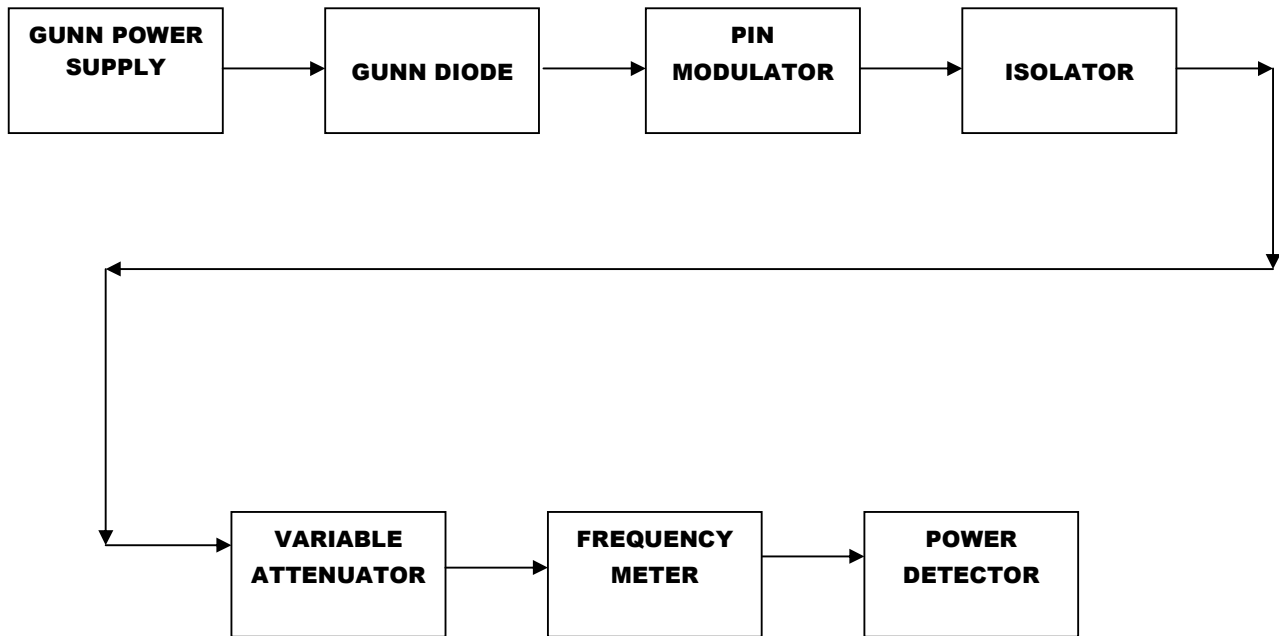 GUNN POWER
SUPPLY
GUNN DIODE
PIN
MODULATOR
ISOLATOR
VARIABLE
ATTENUATOR
FREQUENCY
METER
POWER
DETECTOR